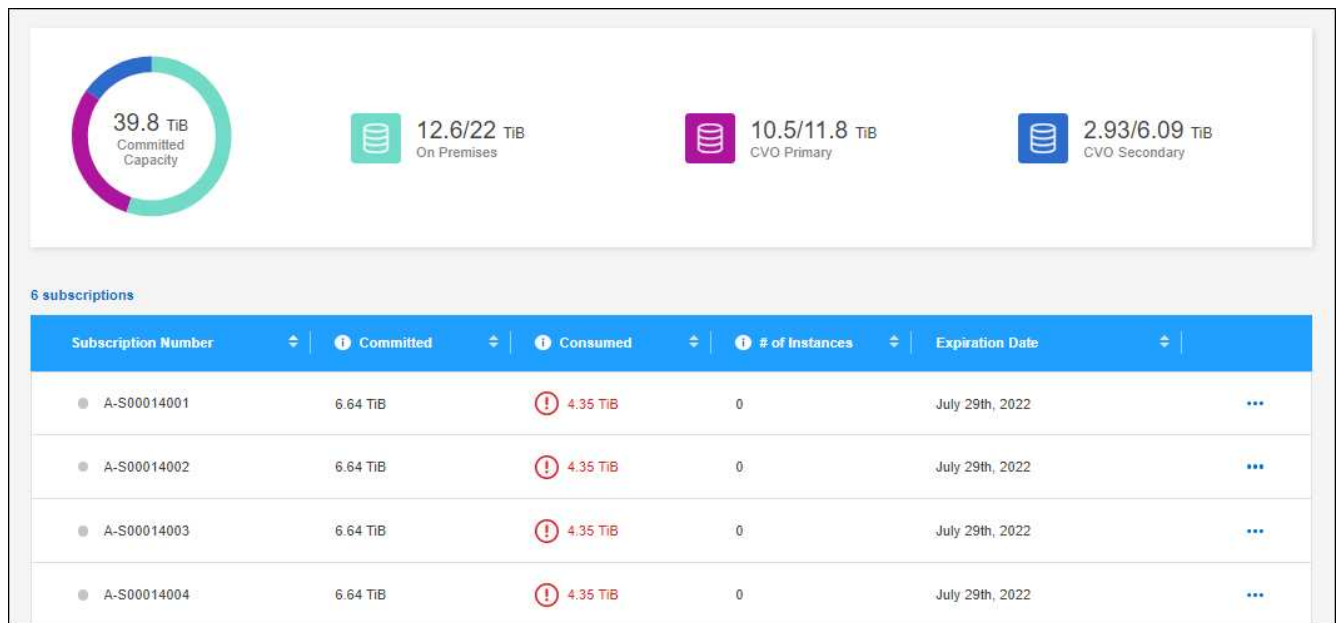 39.8 TiB
Committed
Capacity
12.6/22 TiB
On Premises
10.5/11.8 TiB
CVO Primary
2.93/6.09 TiB
CVO Secondary
6 subscriptions
Subscription Number Committed Consumed # of Instances Expiration Date
A-S00014001 6.64 TiB 4.35 TiB 0 July 29th, 2022
A-S00014002 6.64 TiB 4.35 TiB 0 July 29th, 2022
A-S00014003 6.64 TiB 4.35 TiB 0 July 29th, 2022
A-S00014004 6.64 TiB 4.35 TiB 0 July 29th, 2022